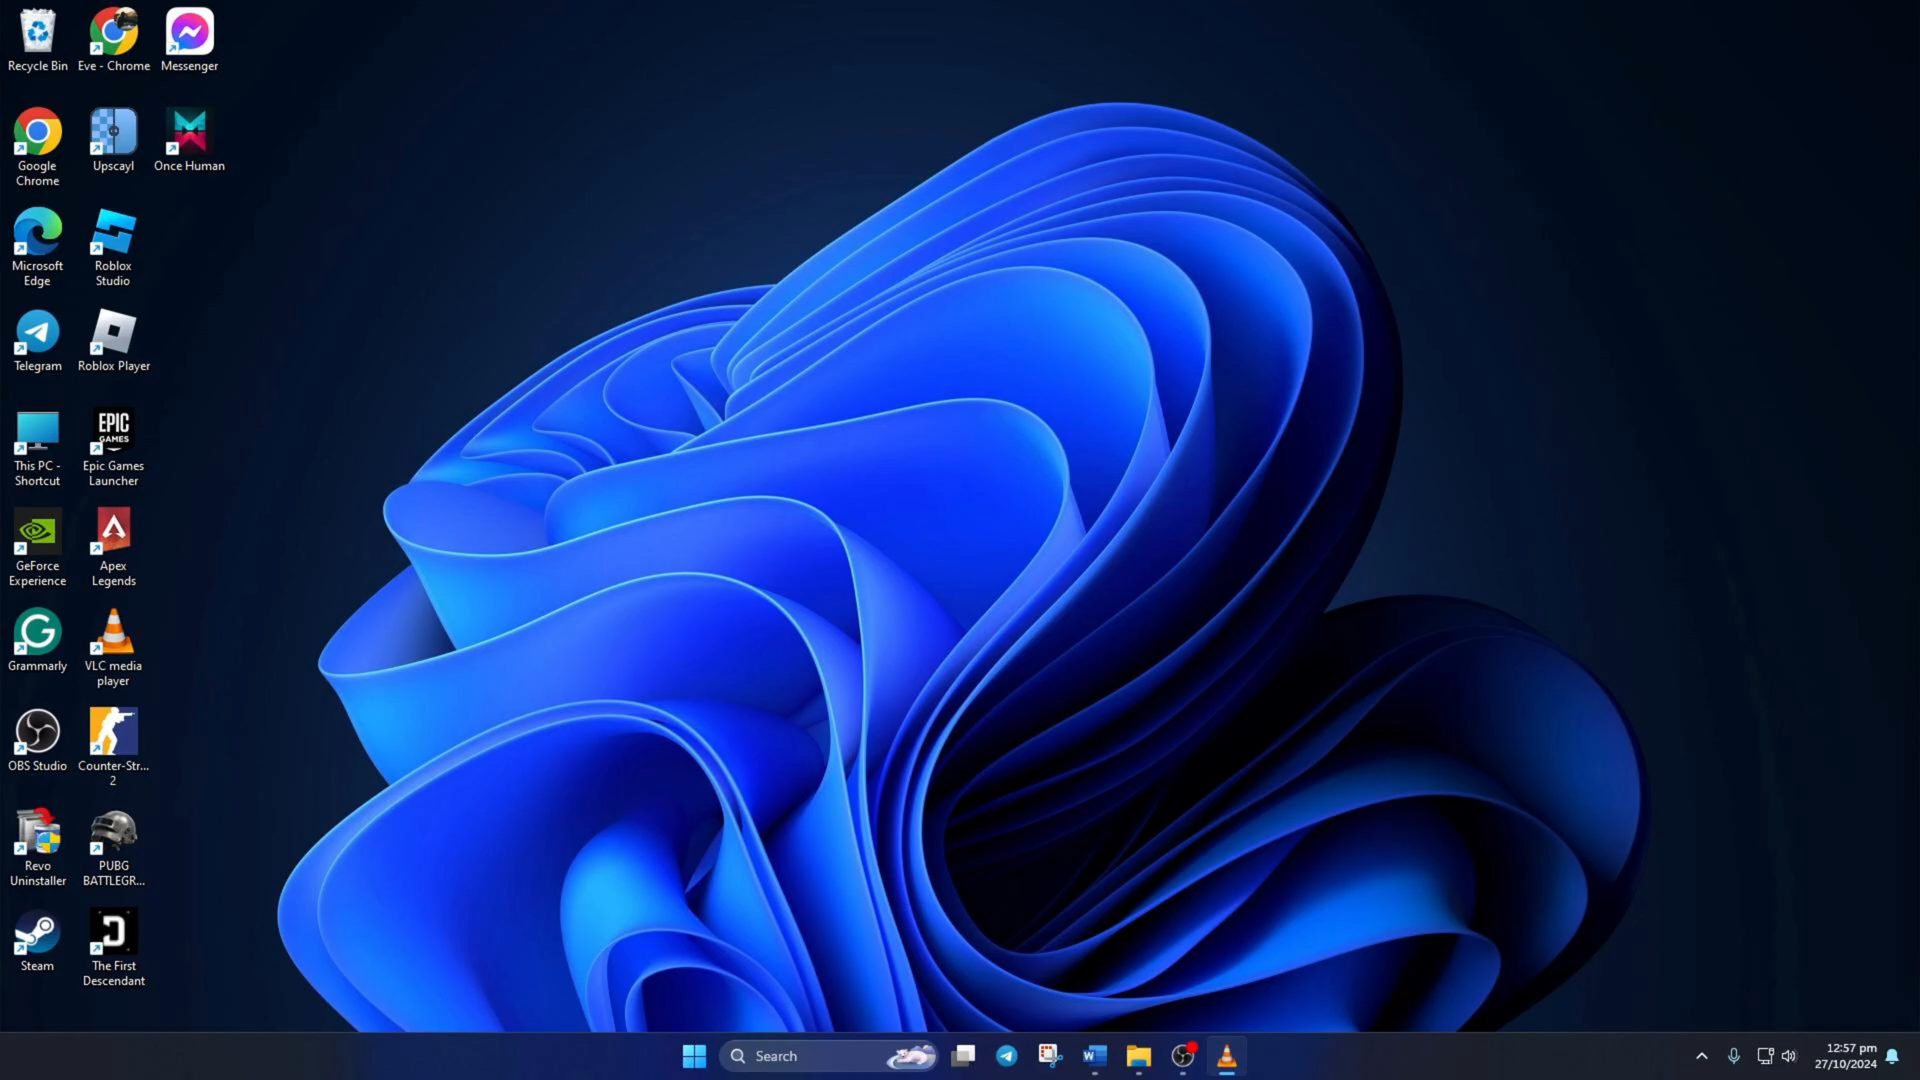 Recycle Bin
Eve - Chrome
Messenger
Google
Chrome
Upscayl
Once Human
Microsoft
Edge
Roblox
Studio
Telegram
Roblox Player
EPIC
GAMES
This PC -
Shortcut
Epic Games
Launcher
GeForce
Experience
Apex
Legends
Grammarly
VLC media
player
OBS Studio
Counter-Str...
2
Revo
Uninstaller
PUBG
BATTLEGR...
Steam
The First
Descendant
Search
12:57 pm
27/10/2024